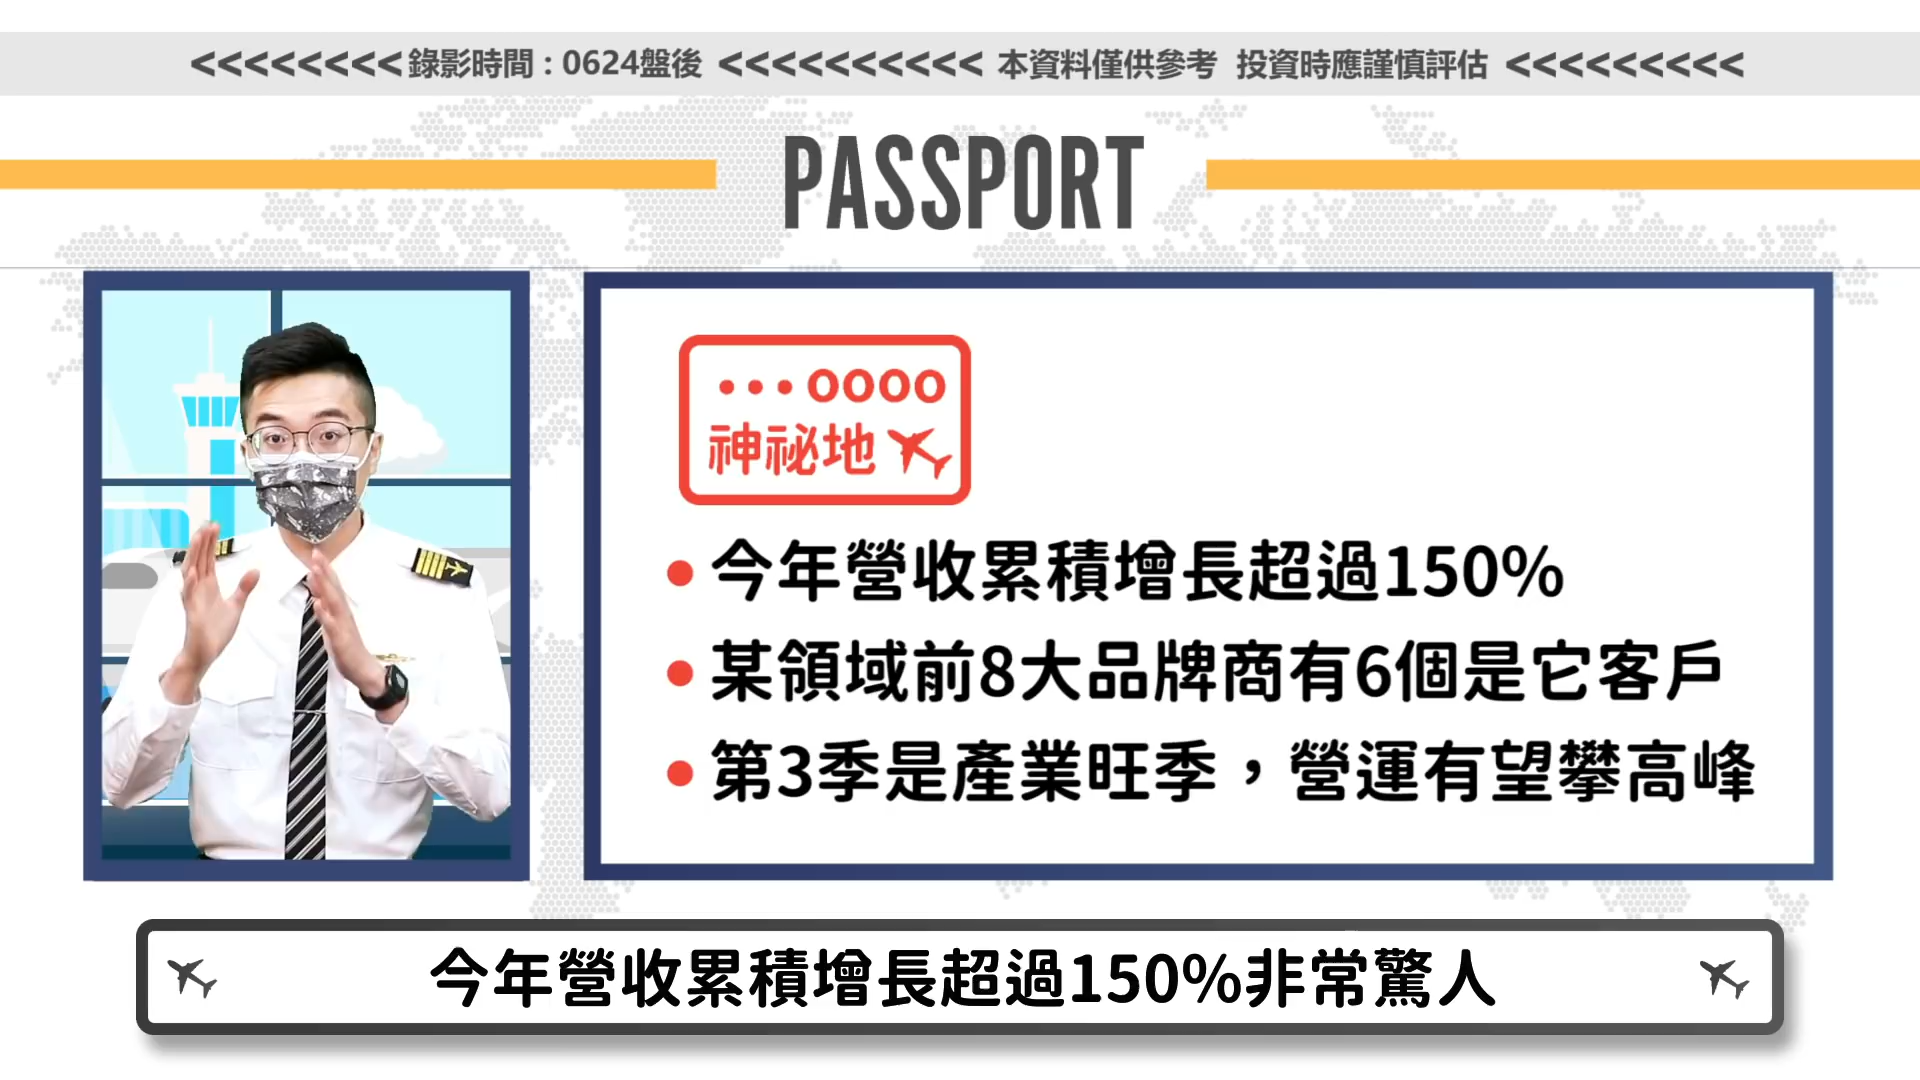 <<<<<<<< 錄影時間：0624盤後 <<<<<<<<<< 本資料僅供參考 投資時應謹慎評估 <<<<<<<<<
PASSPORT
•••OOOO
神祕地
• 今年營收累積增長超過150%
• 某領域前8大品牌商有6個是它客戶
• 第3季是產業旺季，營運有望攀高峰
今年營收累積增長超過150%非常驚人